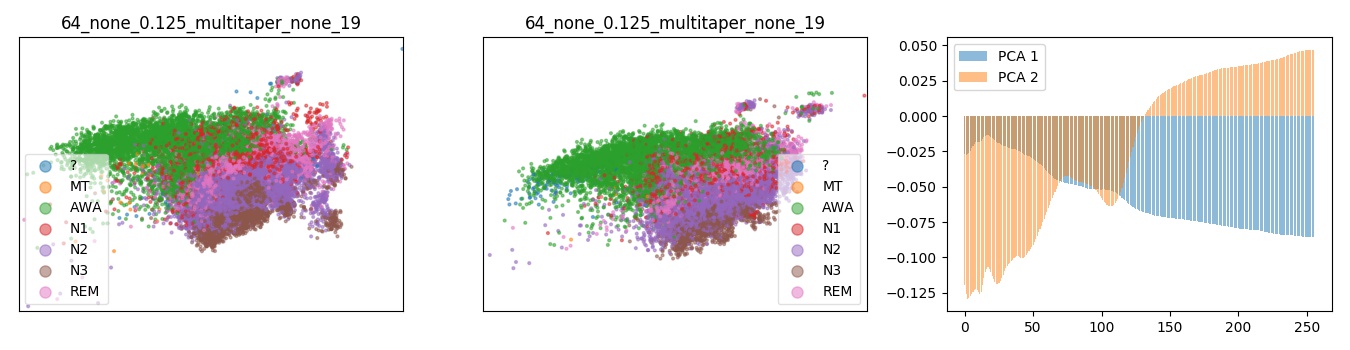 64_none_0.125_multitaper_none_19
?
MT
AWA
N1
N2
N3
REM
64_none_0.125_multitaper_none_19
?
MT
AWA
N1
N2
N3
REM
PCA 1
PCA 2
0.050
0.025
0.000
−0.025
−0.050
−0.075
−0.100
−0.125
0 50 100 150 200 250